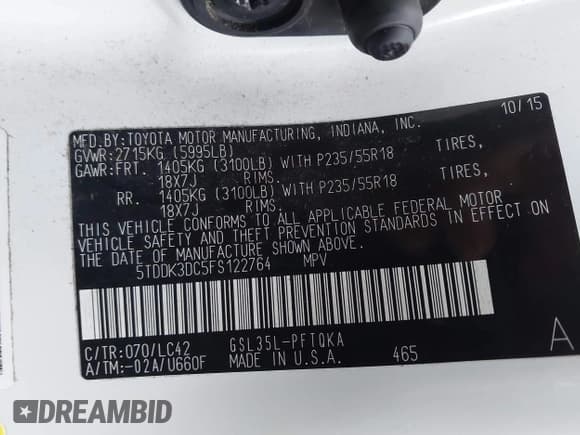 10/15
MFD.BY:TOYOTA MOTOR MANUFACTURING, INDIANA, INC.
GVWR:2715KG (5995LB)
GAWR:FRT. 1405KG (3100LB) WITH P235/55R18 TIRES,
18X7J RIMS.
RR. 1405KG (3100LB) WITH P235/55R18 TIRES,
18X7J RIMS.
THIS VEHICLE CONFORMS TO ALL APPLICABLE FEDERAL MOTOR
VEHICLE SAFETY AND THEFT PREVENTION STANDARDS IN EFFECT ON
THE DATE OF MANUFACTURE SHOWN ABOVE.
5TDDK3DC5FS122764 MPV
C/TR:070/LC42 GSL35L-PFTQKA
A/TM:-02A/U660F MADE IN U.S.A. 465 A
DREAMBID